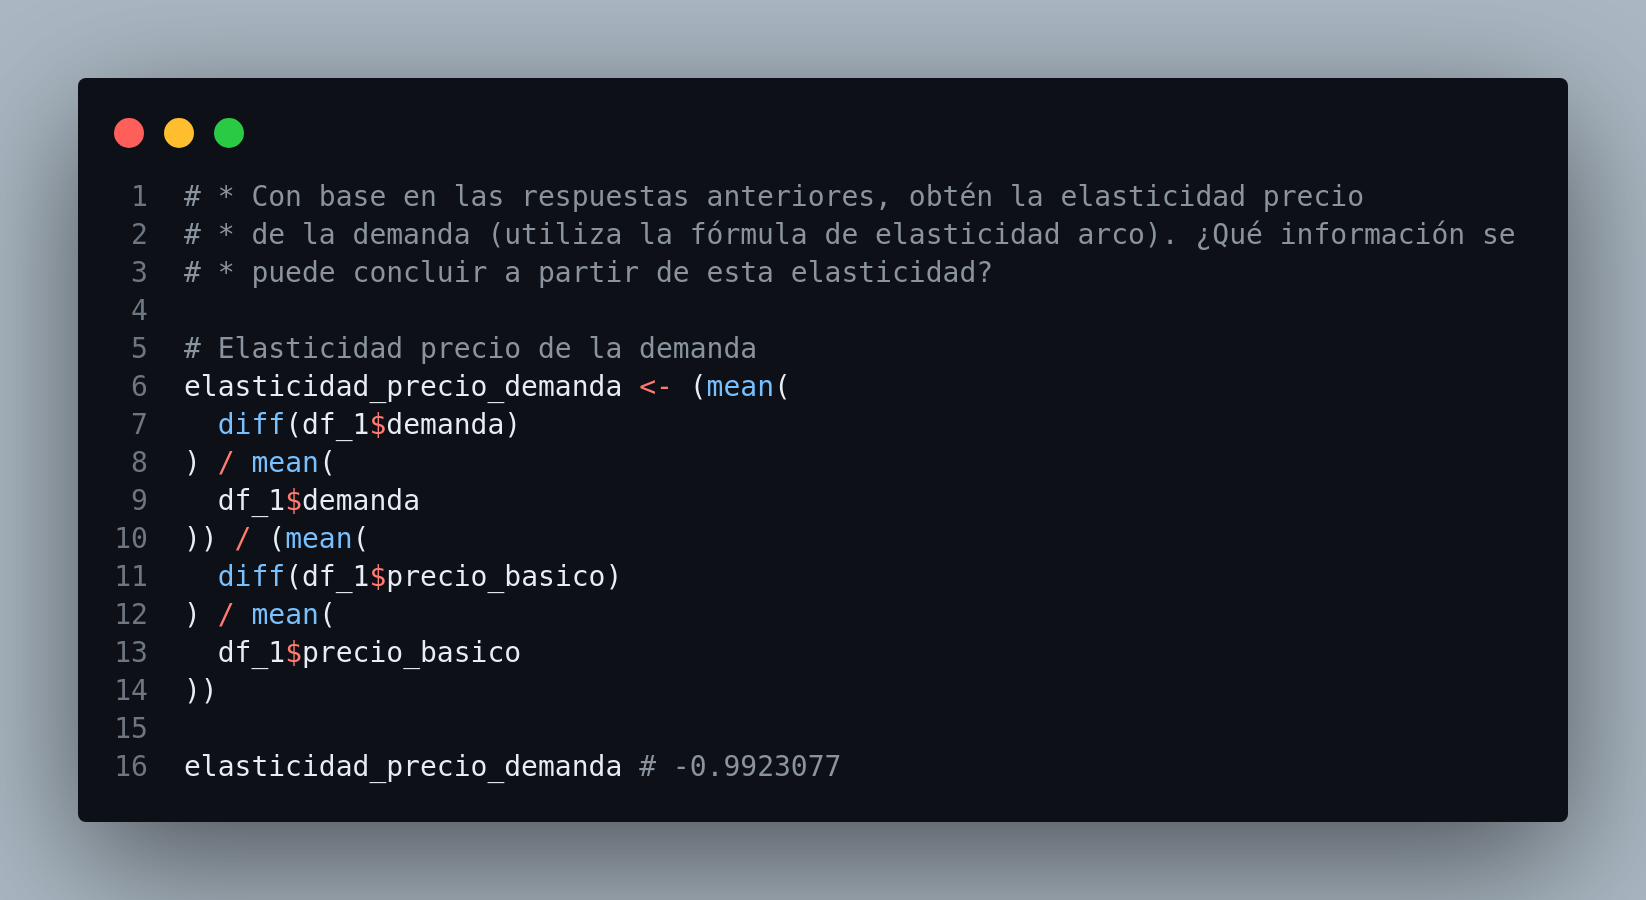 1 # * Con base en las respuestas anteriores, obtén la elasticidad precio
2 # * de la demanda (utiliza la fórmula de elasticidad arco). ¿Qué información se
3 # * puede concluir a partir de esta elasticidad?
4
5 # Elasticidad precio de la demanda
6 elasticidad_precio_demanda <- (mean(
7   diff(df_1$demanda)
8 ) / mean(
9   df_1$demanda
10 )) / (mean(
11   diff(df_1$precio_basico)
12 ) / mean(
13   df_1$precio_basico
14 ))
15
16 elasticidad_precio_demanda # -0.9923077